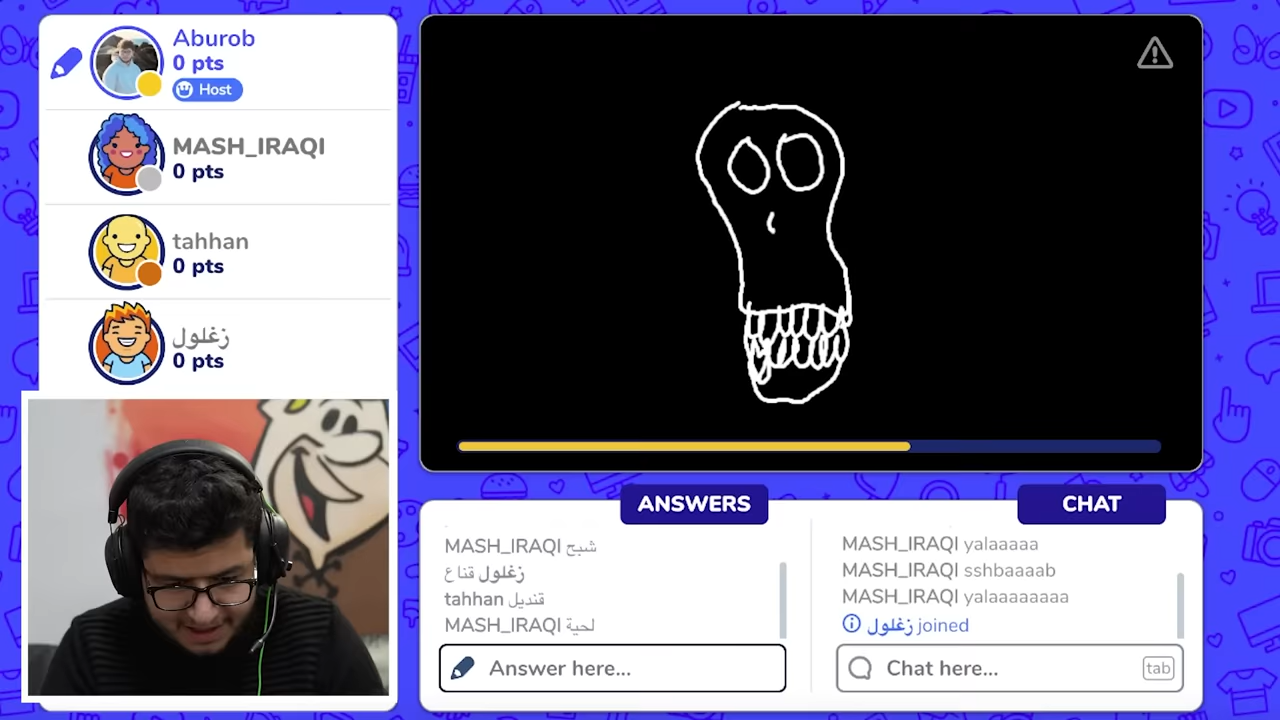 Aburob
0 pts
Host
MASH_IRAQI
0 pts
tahhan
0 pts
زغلول
0 pts
ANSWERS
MASH_IRAQI شبح
زغلول قناع
tahhan قنديل
MASH_IRAQI لحية
Answer here...
CHAT
MASH_IRAQI yalaaaaa
MASH_IRAQI sshbaaaab
MASH_IRAQI yalaaaaaaaa
زغلول joined
Chat here...
tab